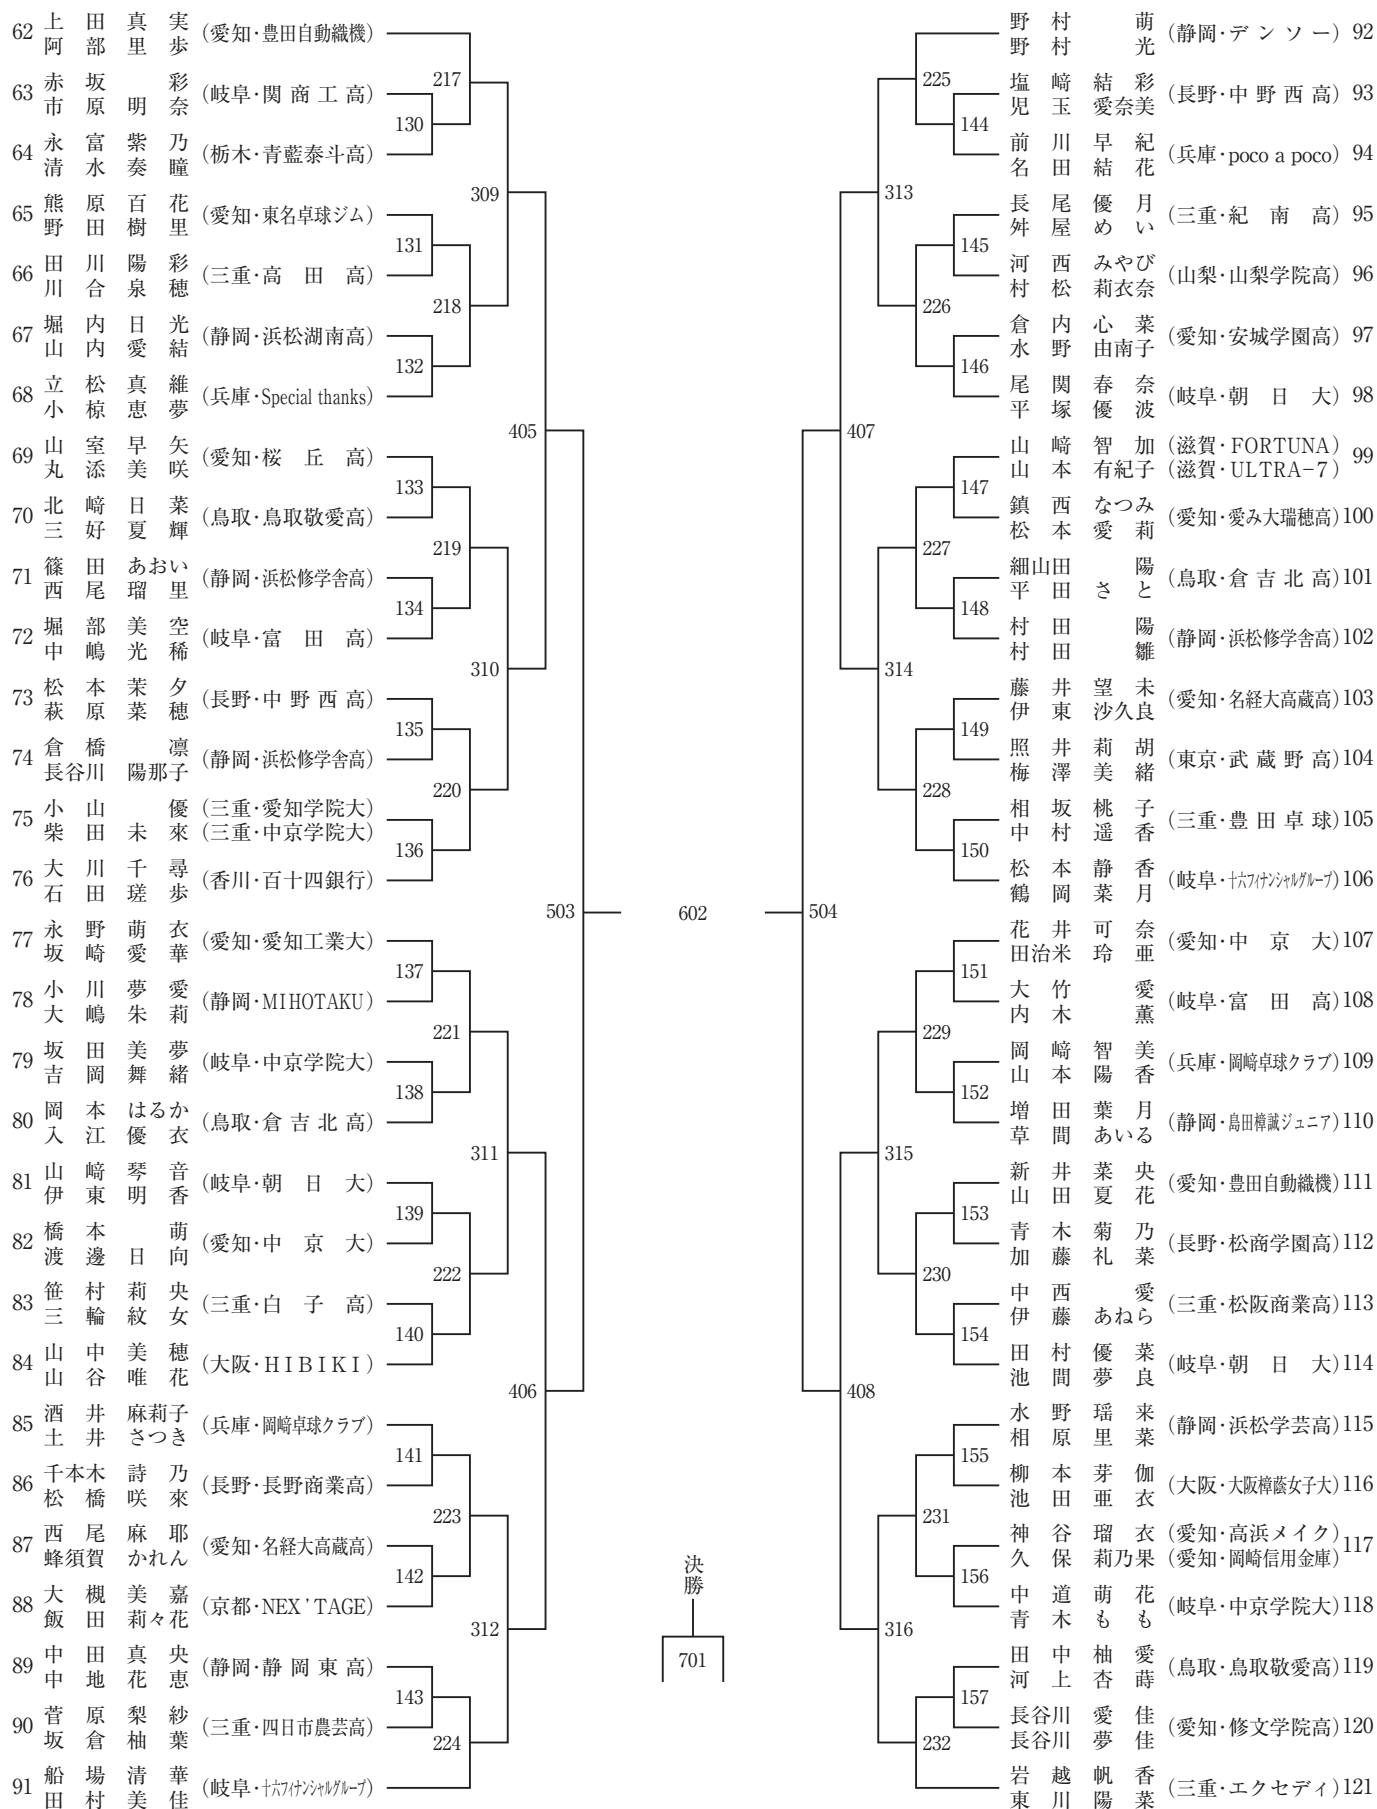 62 上田真実 (愛知・豊田自動織機)
阿部里歩
63 赤坂彩 (岐阜・関商工高)
市原明奈
64 永富紫乃 (栃木・青藍泰斗高)
清水奏瞳
65 熊原百花 (愛知・東名卓球ジム)
野田樹里
66 田川陽彩 (三重・高田高)
川合泉穂
67 堀内日光 (静岡・浜松湖南高)
山内愛結
68 立松真維 (兵庫・Special thanks)
小椋恵夢
69 山室早矢 (愛知・桜丘高)
丸添美咲
70 北﨑日菜 (鳥取・鳥取敬愛高)
三好夏輝
71 篠田あおい (静岡・浜松修学舎高)
西尾瑠里
72 堀部美空 (岐阜・富田高)
中嶋光稀
73 松本茉夕 (長野・中野西高)
萩原菜穂
74 倉橋凛 (静岡・浜松修学舎高)
長谷川陽那子
75 小山優 (三重・愛知学院大)
柴田未來 (三重・中京学院大)
76 大川千尋 (香川・百十四銀行)
石田瑳歩
77 永野萌衣 (愛知・愛知工業大)
坂崎愛華
78 小川夢愛 (静岡・MIHOTAKU)
大嶋朱莉
79 坂田美夢 (岐阜・中京学院大)
吉岡舞緒
80 岡本はるか (鳥取・倉吉北高)
入江優衣
81 山﨑琴音 (岐阜・朝日大)
伊東明香
82 橋本萌 (愛知・中京大)
渡邊日向
83 笹村莉央 (三重・白子高)
三輪紋女
84 山中美穂 (大阪・HIBIKI)
山谷唯花
85 酒井麻莉子 (兵庫・岡﨑卓球クラブ)
土井さつき
86 千本木詩乃 (長野・長野商業高)
松橋咲來
87 西尾麻耶 (愛知・名経大高蔵高)
蜂須賀かれん
88 大槻美嘉 (京都・NEX'TAGE)
飯田莉々花
89 中田真央 (静岡・静岡東高)
中地花恵
90 菅原梨紗 (三重・四日市農芸高)
坂倉柚葉
91 船場清華 (岐阜・十六フィナンシャルグループ)
田村美佳
217
130
309
131
218
132
405
133
219
134
310
135
220
136
503
137
221
138
311
139
222
140
406
141
223
142
312
143
224
602
決勝
701
225
144
313
145
226
146
407
147
227
148
314
149
228
150
504
151
229
152
315
153
230
154
408
155
231
156
316
157
232
野村萌 (静岡・デンソー) 92
野村光
塩﨑結彩 (長野・中野西高) 93
児玉愛奈美
前川早紀 (兵庫・poco a poco) 94
名田結花
長尾優月 (三重・紀南高) 95
舛屋めい
河西みやび (山梨・山梨学院高) 96
村松莉衣奈
倉内心菜 (愛知・安城学園高) 97
水野由南子
尾関春奈 (岐阜・朝日大) 98
平塚優波
山﨑智加 (滋賀・FORTUNA) 99
山本有紀子 (滋賀・ULTRA-7)
鎮西なつみ (愛知・愛み大瑞穂高) 100
松本愛莉
細山田陽 (鳥取・倉吉北高) 101
平田さと
村田陽 (静岡・浜松修学舎高) 102
村田雛
藤井望未 (愛知・名経大高蔵高) 103
伊東沙久良
照井莉胡 (東京・武蔵野高) 104
梅澤美緒
相坂桃子 (三重・豊田卓球) 105
中村遥香
松本静香 (岐阜・十六フィナンシャルグループ) 106
鶴岡菜月
花井可奈 (愛知・中京大) 107
田治米玲亜
大竹愛 (岐阜・富田高) 108
内木薫
岡﨑智美 (兵庫・岡﨑卓球クラブ) 109
山本陽香
増田葉月 (静岡・島田樟誠ジュニア) 110
草間あいる
新井菜央 (愛知・豊田自動織機) 111
山田夏花
青木菊乃 (長野・松商学園高) 112
加藤礼菜
中西愛 (三重・松阪商業高) 113
伊藤あねら
田村優菜 (岐阜・朝日大) 114
池間夢良
水野瑶来 (静岡・浜松学芸高) 115
相原里菜
柳本芽伽 (大阪・大阪樟蔭女子大) 116
池田亜衣
神谷瑠衣 (愛知・高浜メイク) 117
久保莉乃果 (愛知・岡崎信用金庫)
中道萌花 (岐阜・中京学院大) 118
青木もも
田中柚愛 (鳥取・鳥取敬愛高) 119
河上杏蒔
長谷川愛佳 (愛知・修文学院高) 120
長谷川夢佳
岩越帆香 (三重・エクセディ) 121
東川陽菜